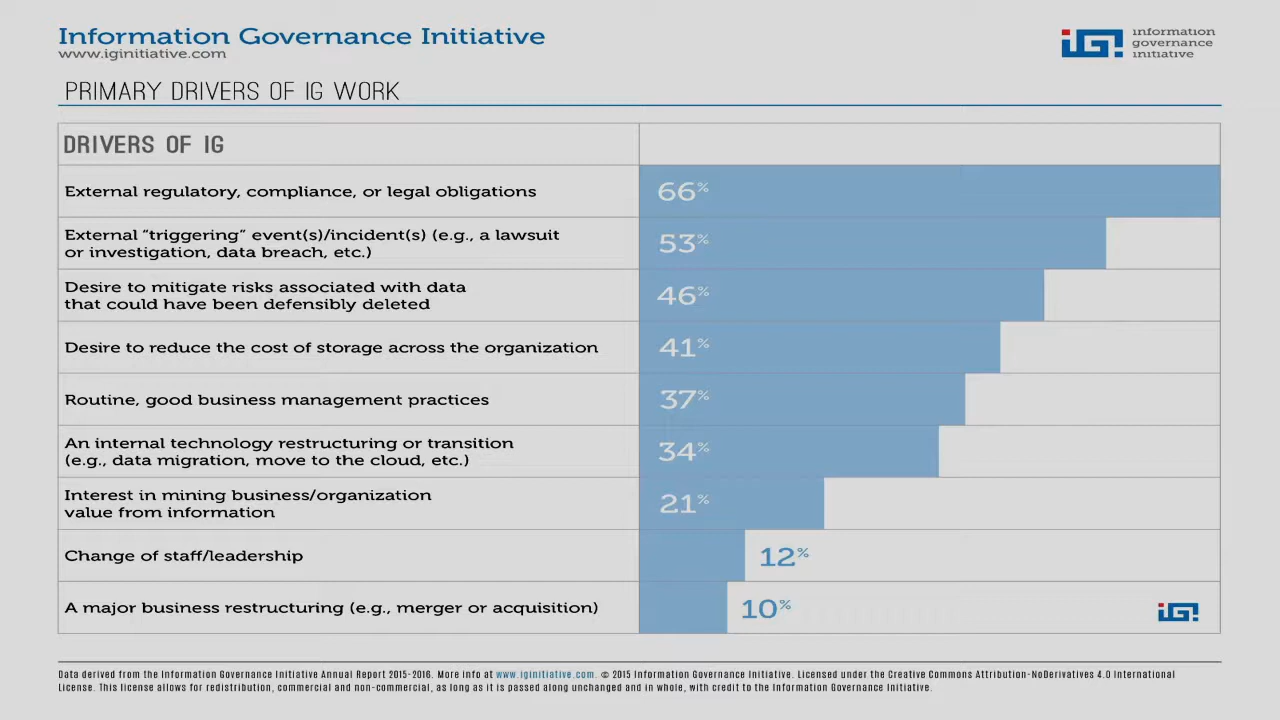 Information Governance Initiative
www.iginitiative.com
iG! information
governance
initiative
PRIMARY DRIVERS OF IG WORK
DRIVERS OF IG
External regulatory, compliance, or legal obligations
66%
External “triggering” event(s)/incident(s) (e.g., a lawsuit
or investigation, data breach, etc.)
53%
Desire to mitigate risks associated with data
that could have been defensibly deleted
46%
Desire to reduce the cost of storage across the organization
41%
Routine, good business management practices
37%
An internal technology restructuring or transition
(e.g., data migration, move to the cloud, etc.)
34%
Interest in mining business/organization
value from information
21%
Change of staff/leadership
12%
A major business restructuring (e.g., merger or acquisition)
10%
iG!
Data derived from the Information Governance Initiative Annual Report 2015-2016. More info at www.iginitiative.com. © 2015 Information Governance Initiative. Licensed under the Creative Commons Attribution-NoDerivatives 4.0 International
License. This license allows for redistribution, commercial and non-commercial, as long as it is passed along unchanged and in whole, with credit to the Information Governance Initiative.